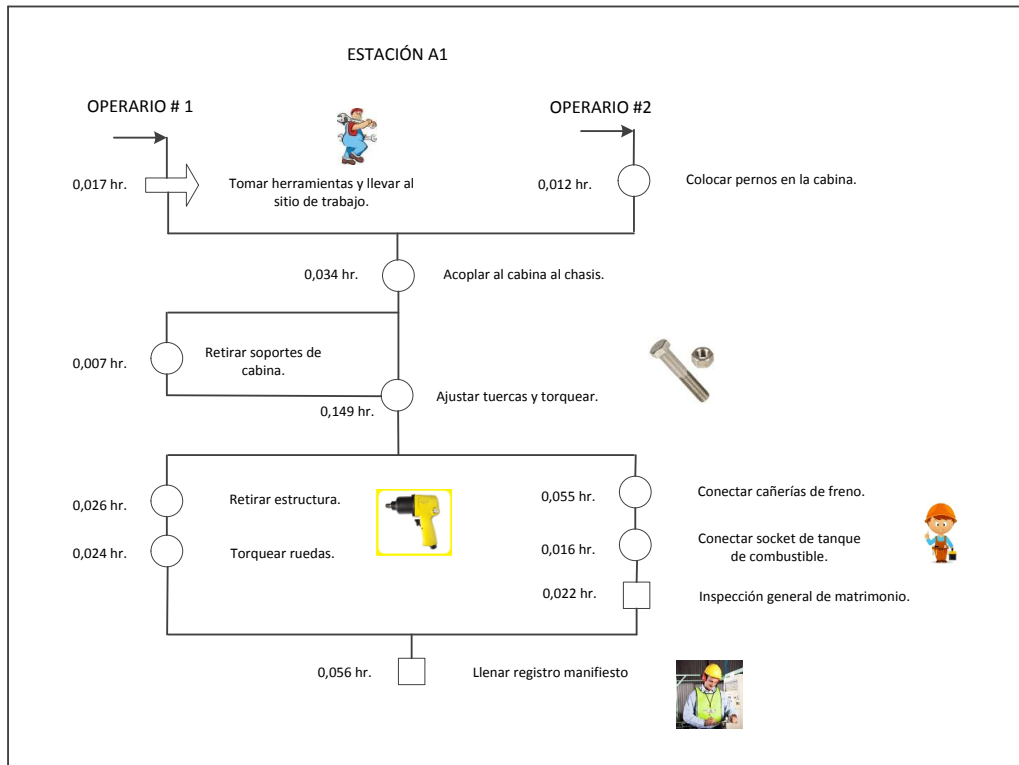 ESTACIÓN A1
OPERARIO # 1
OPERARIO #2
0,017 hr.
Tomar herramientas y llevar al
sitio de trabajo.
0,012 hr.
Colocar pernos en la cabina.
0,034 hr.
Acoplar al cabina al chasis.
0,007 hr.
Retirar soportes de
cabina.
0,149 hr.
Ajustar tuercas y torquear.
0,026 hr.
Retirar estructura.
0,055 hr.
Conectar cañerías de freno.
0,024 hr.
Torquear ruedas.
0,016 hr.
Conectar socket de tanque
de combustible.
0,022 hr.
Inspección general de matrimonio.
0,056 hr.
Llenar registro manifiesto